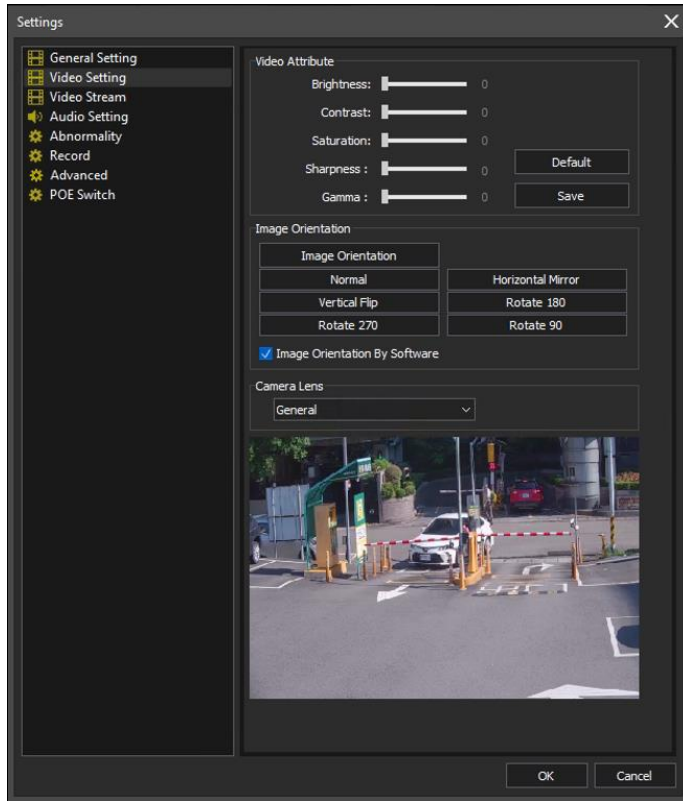 Settings
General Setting
Video Setting
Video Stream
Audio Setting
Abnormality
Record
Advanced
POE Switch
Video Attribute
Brightness: 0
Contrast: 0
Saturation: 0
Sharpness : 0
Gamma : 0
Default
Save
Image Orientation
Image Orientation
Normal
Horizontal Mirror
Vertical Flip
Rotate 180
Rotate 270
Rotate 90
Image Orientation By Software
Camera Lens
General
OK
Cancel